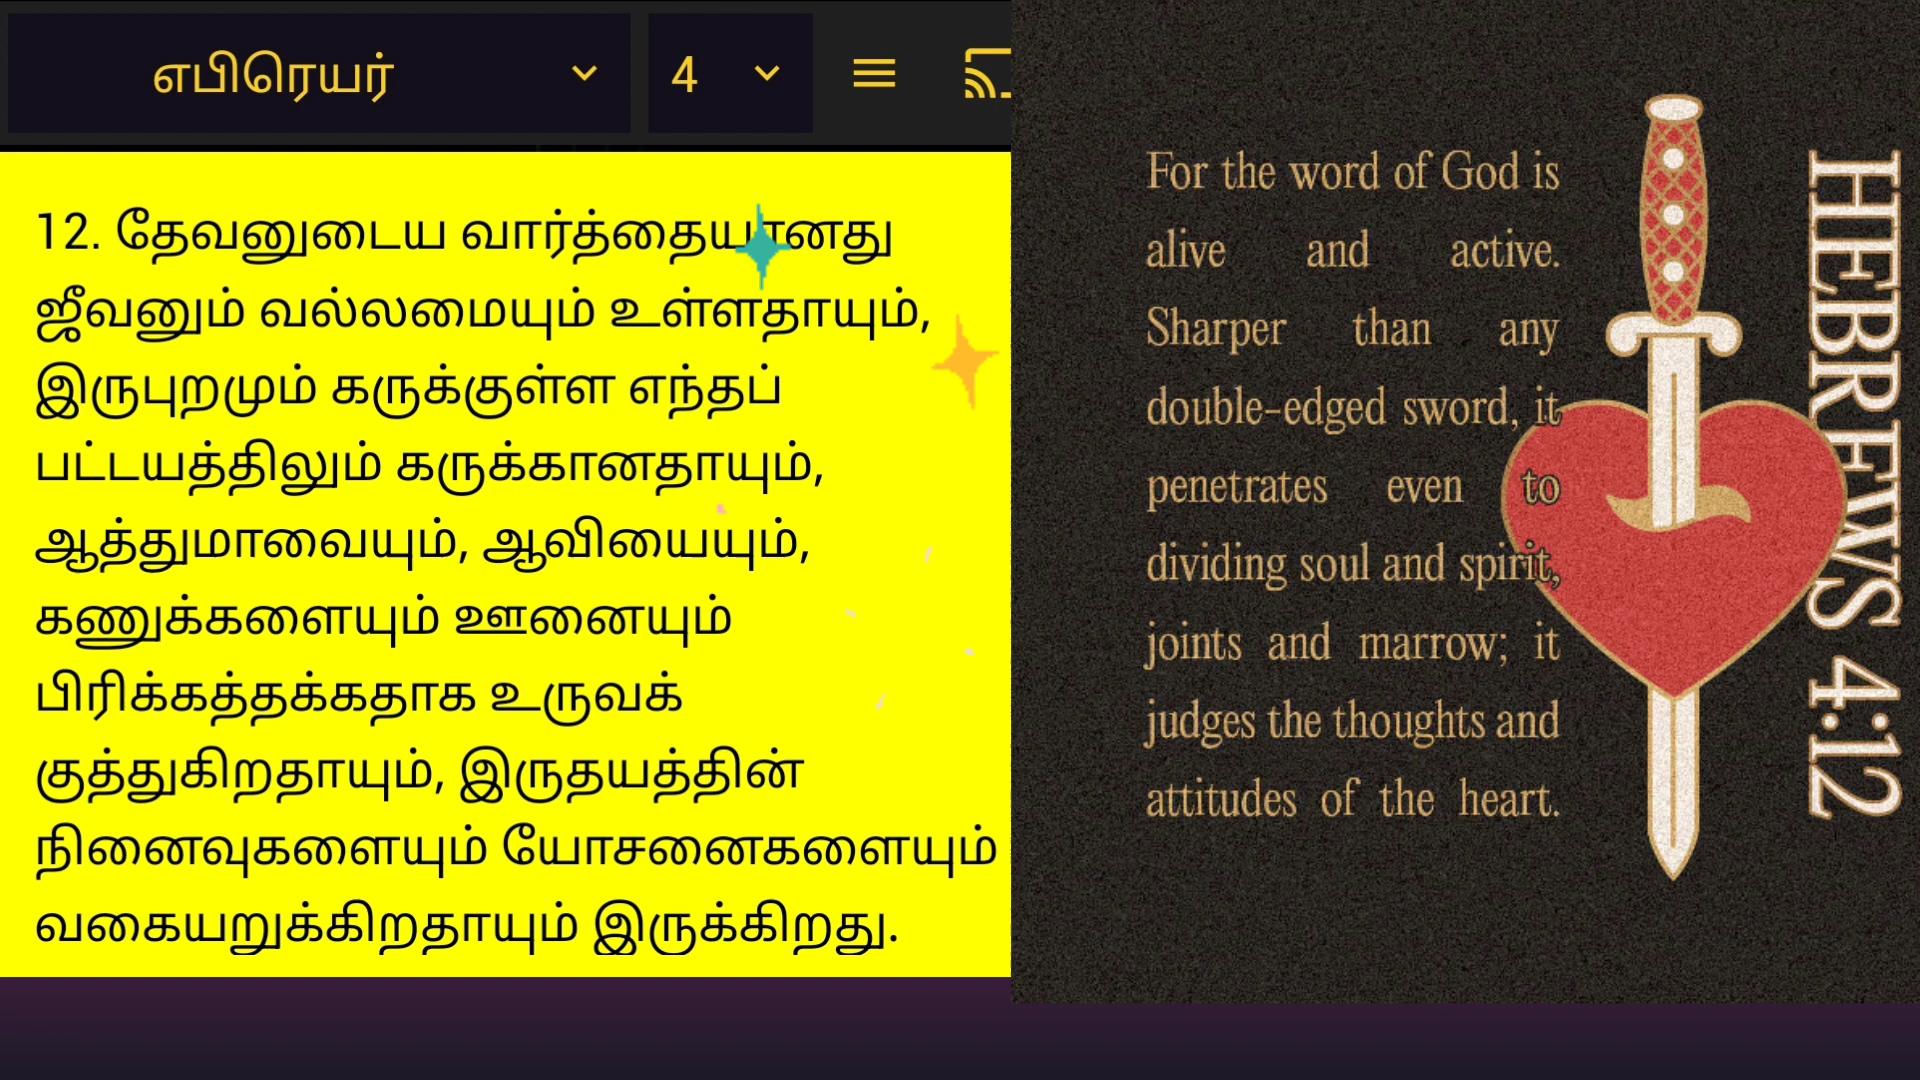 எபிரெயர்
4
12. தேவனுடைய வார்த்தையானது
ஜீவனும் வல்லமையும் உள்ளதாயும்,
இருபுறமும் கருக்குள்ள எந்தப்
பட்டயத்திலும் கருக்கானதாயும்,
ஆத்துமாவையும், ஆவியையும்,
கணுக்களையும் ஊனையும்
பிரிக்கத்தக்கதாக உருவக்
குத்துகிறதாயும், இருதயத்தின்
நினைவுகளையும் யோசனைகளையும்
வகையறுக்கிறதாயும் இருக்கிறது.
For the word of God is
alive and active.
Sharper than any
double-edged sword, it
penetrates even to
dividing soul and spirit,
joints and marrow; it
judges the thoughts and
attitudes of the heart.
HEBREWS 4:12